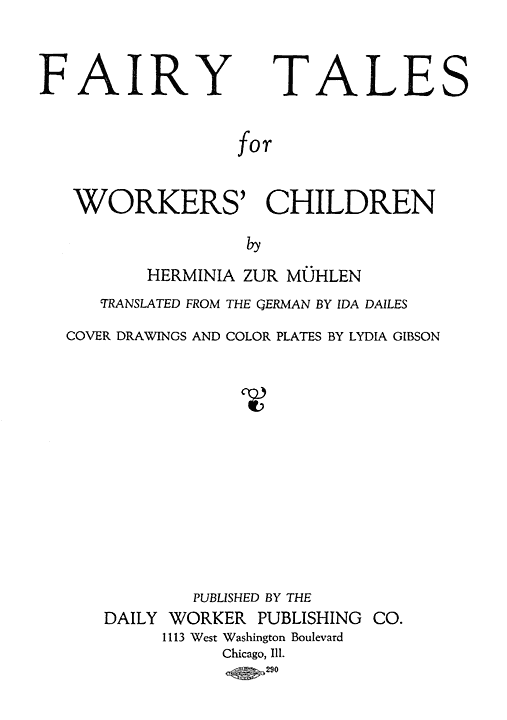 FAIRY TALES
for
WORKERS' CHILDREN
by
HERMINIA ZUR MÜHLEN
TRANSLATED FROM THE GERMAN BY IDA DAILES
COVER DRAWINGS AND COLOR PLATES BY LYDIA GIBSON
PUBLISHED BY THE
DAILY WORKER PUBLISHING CO.
1113 West Washington Boulevard
Chicago, Ill.
290